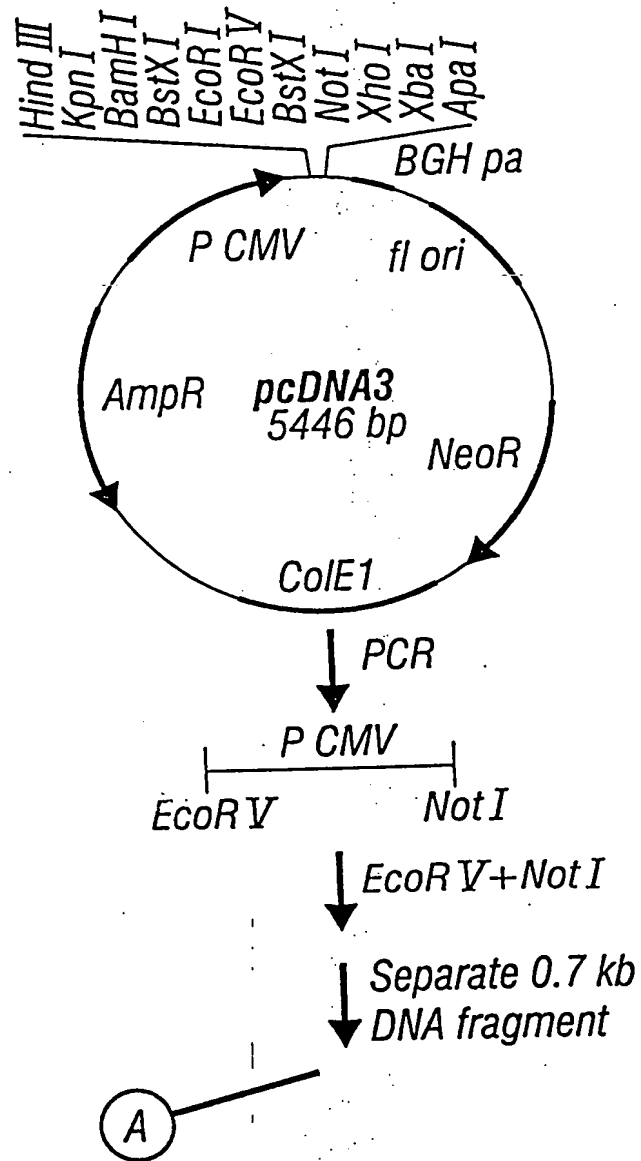 Hind III
Kpn I
BamH I
BstX I
EcoR I
EcoR V
BstX I
Not I
Xho I
Xba I
Apa I
BGH pa
P CMV
fl ori
AmpR
pcDNA3
5446 bp
NeoR
ColE1
PCR
P CMV
EcoR V
Not I
EcoR V+Not I
Separate 0.7 kb
DNA fragment
A